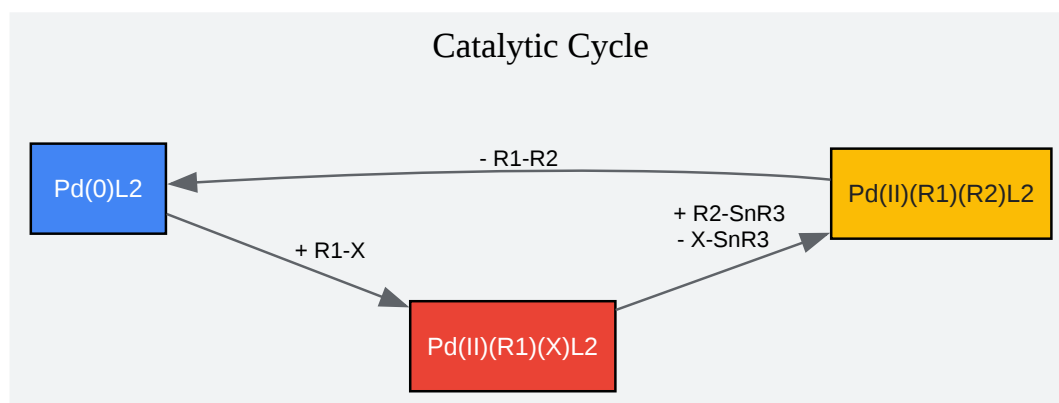 Catalytic Cycle
- R1-R2
Pd(0)L2
Pd(II)(R1)(R2)L2
+ R2-SnR3
- X-SnR3
+ R1-X
Pd(II)(R1)(X)L2